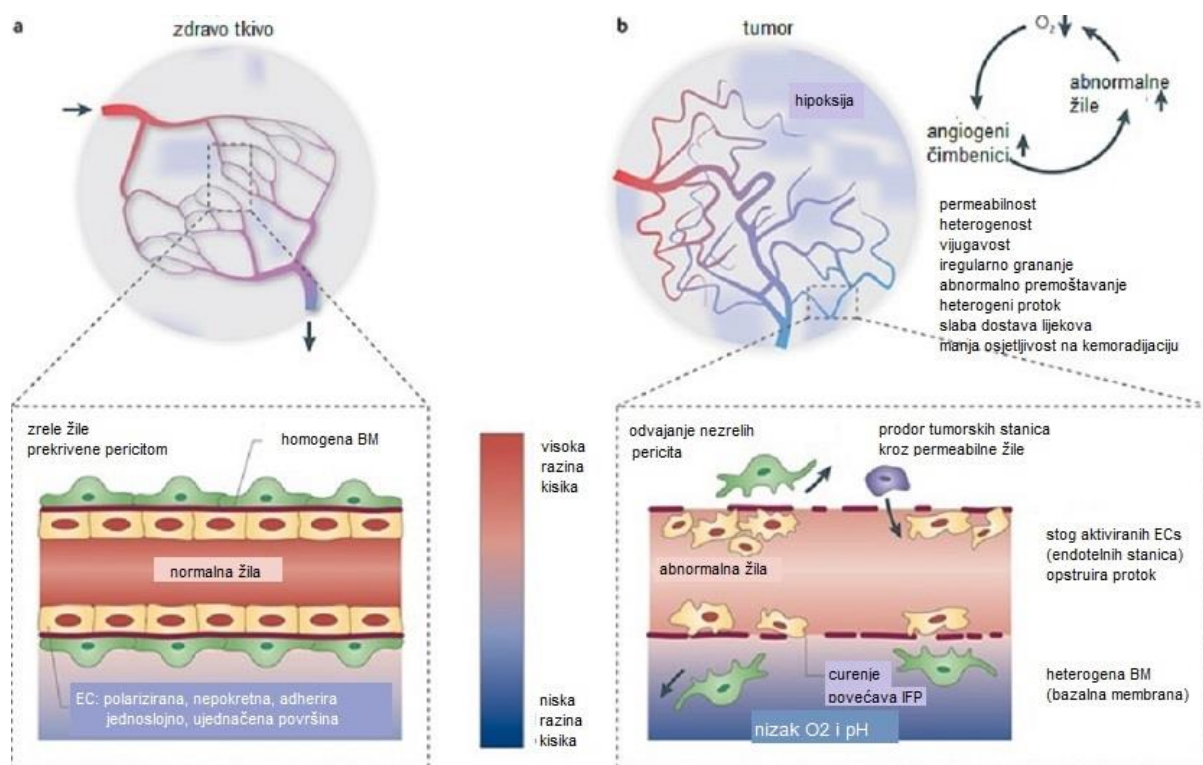 a
zdravo tkivo
b
tumor
hipoksija
O2
abnormalne
žile
angiogeni
čimbenici
permeabilnost
heterogenost
vijugavost
iregularno grananje
abnormalno premoštavanje
heterogeni protok
slaba dostava lijekova
manja osjetljivost na kemoradijaciju
zrele žile
prekrivene pericitom
homogena BM
normalna žila
EC: polarizirana, nepokretna, adherira
jednoslojno, ujednačena površina
visoka
razina
kisika
niska
razina
kisika
odvajanje nezrelih
pericita
prodor tumorskih stanica
kroz permeabilne žile
abnormalna žila
stog aktiviranih ECs
(endotelnih stanica)
opstruira protok
curenje
povećava IFP
heterogena BM
(bazalna membrana)
nizak O2 i pH